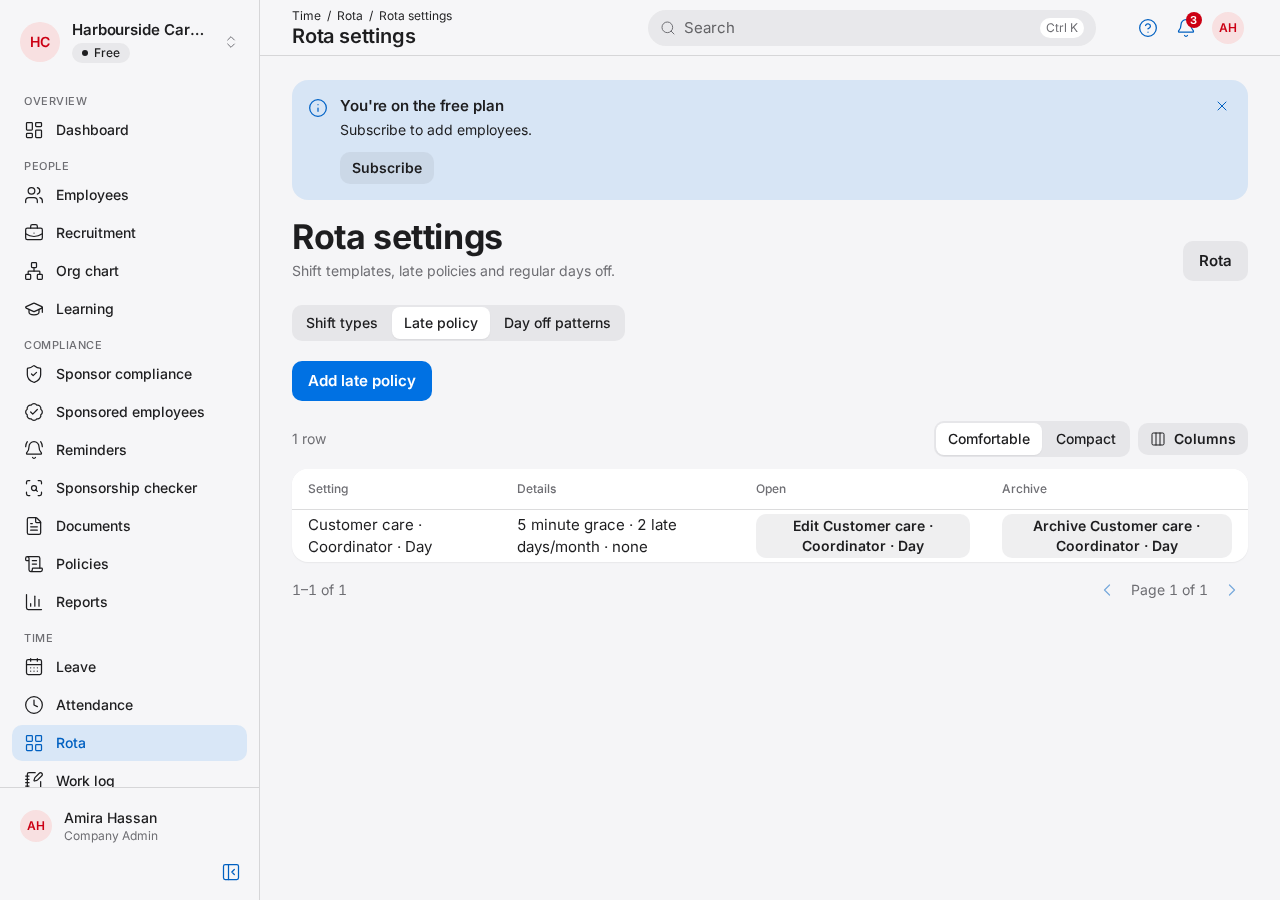 HC
Harbourside Car…
Free
OVERVIEW
Dashboard
PEOPLE
Employees
Recruitment
Org chart
Learning
COMPLIANCE
Sponsor compliance
Sponsored employees
Reminders
Sponsorship checker
Documents
Policies
Reports
TIME
Leave
Attendance
Rota
Work log
AH
Amira Hassan
Company Admin
Time / Rota / Rota settings
Rota settings
Search
Ctrl K
3
AH
You're on the free plan
Subscribe to add employees.
Subscribe
Rota settings
Shift templates, late policies and regular days off.
Rota
Shift types
Late policy
Day off patterns
Add late policy
1 row
Comfortable
Compact
Columns
Setting
Details
Open
Archive
Customer care ·
Coordinator · Day
5 minute grace · 2 late
days/month · none
Edit Customer care ·
Coordinator · Day
Archive Customer care ·
Coordinator · Day
1–1 of 1
Page 1 of 1